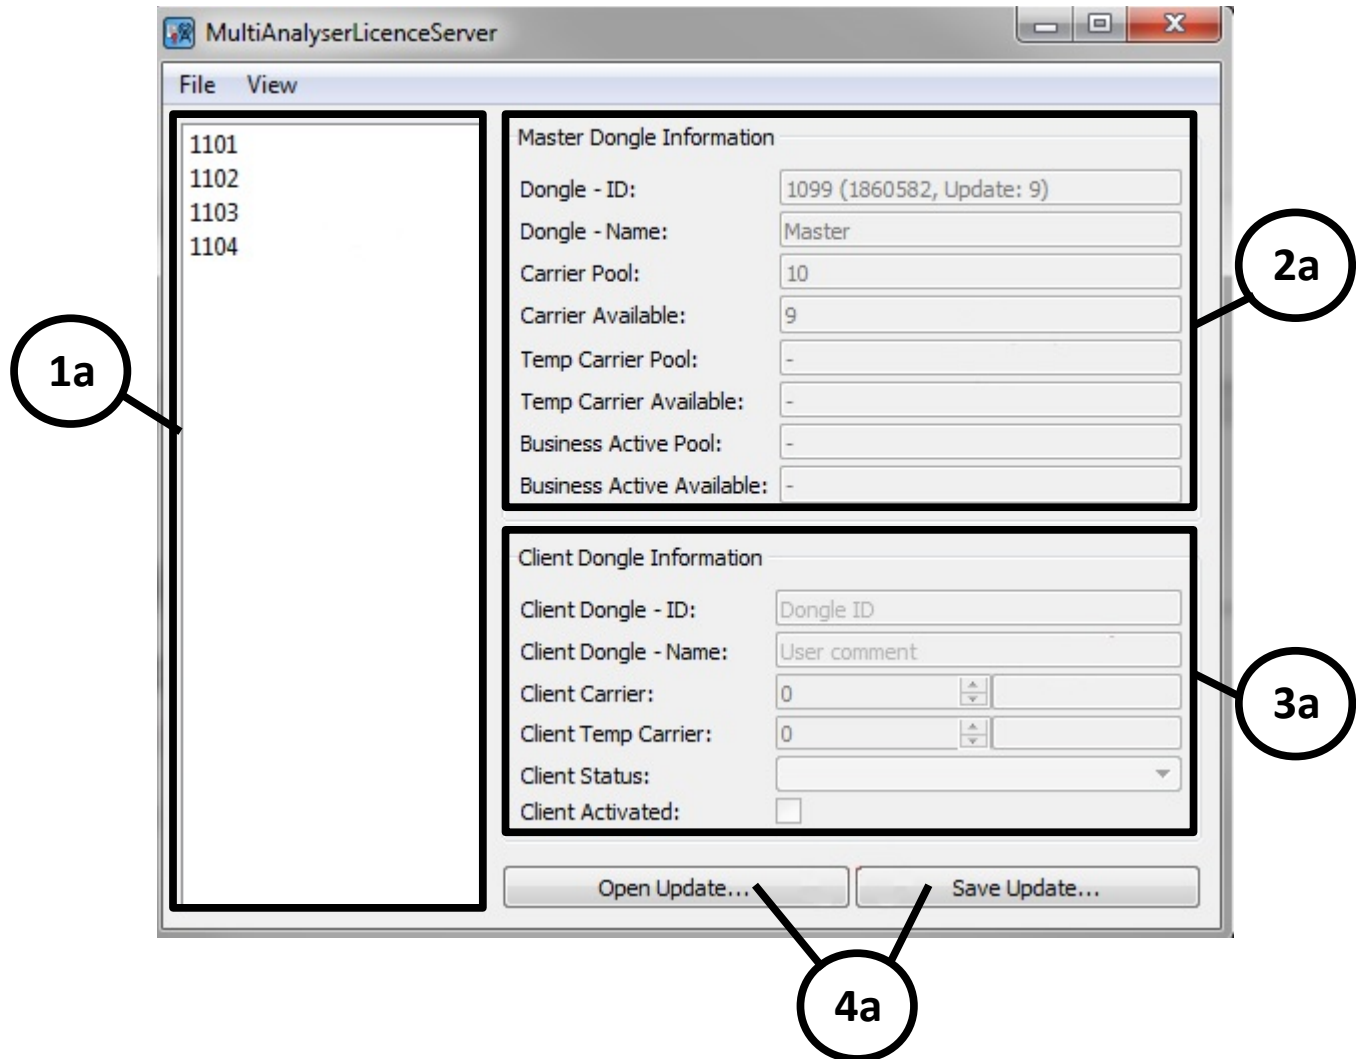 MultiAnalyserLicenceServer
File View
1101
1102
1103
1104
1a
Master Dongle Information
Dongle - ID: 1099 (1860582, Update: 9)
Dongle - Name: Master
Carrier Pool: 10
Carrier Available: 9
Temp Carrier Pool: -
Temp Carrier Available: -
Business Active Pool: -
Business Active Available: -
2a
Client Dongle Information
Client Dongle - ID: Dongle ID
Client Dongle - Name: User comment
Client Carrier: 0
Client Temp Carrier: 0
Client Status:
Client Activated:
3a
Open Update... Save Update...
4a